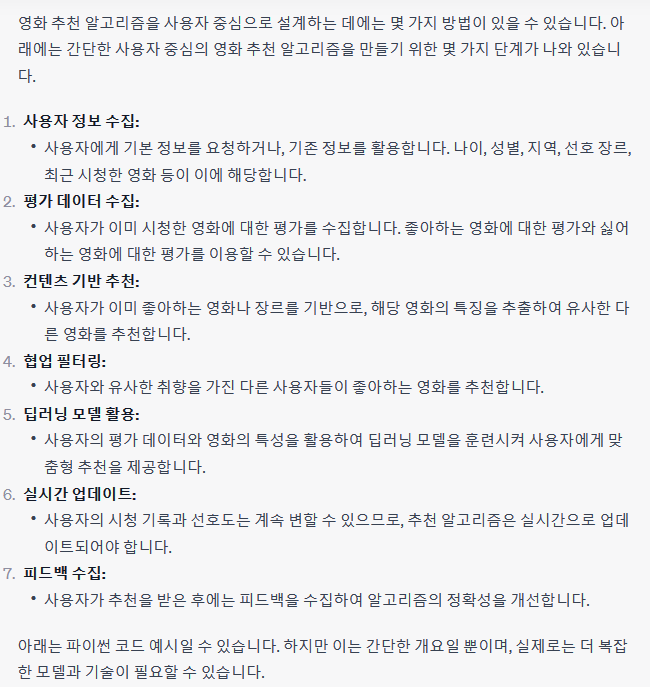 영화 추천 알고리즘을 사용자 중심으로 설계하는 데에는 몇 가지 방법이 있을 수 있습니다. 아
래에는 간단한 사용자 중심의 영화 추천 알고리즘을 만들기 위한 몇 가지 단계가 나와 있습니
다.
1. 사용자 정보 수집:
• 사용자에게 기본 정보를 요청하거나, 기존 정보를 활용합니다. 나이, 성별, 지역, 선호 장르,
최근 시청한 영화 등이 이에 해당합니다.
2. 평가 데이터 수집:
• 사용자가 이미 시청한 영화에 대한 평가를 수집합니다. 좋아하는 영화에 대한 평가와 싫어
하는 영화에 대한 평가를 이용할 수 있습니다.
3. 컨텐츠 기반 추천:
• 사용자가 이미 좋아하는 영화나 장르를 기반으로, 해당 영화의 특징을 추출하여 유사한 다
른 영화를 추천합니다.
4. 협업 필터링:
• 사용자와 유사한 취향을 가진 다른 사용자들이 좋아하는 영화를 추천합니다.
5. 딥러닝 모델 활용:
• 사용자의 평가 데이터와 영화의 특성을 활용하여 딥러닝 모델을 훈련시켜 사용자에게 맞
춤형 추천을 제공합니다.
6. 실시간 업데이트:
• 사용자의 시청 기록과 선호도는 계속 변할 수 있으므로, 추천 알고리즘은 실시간으로 업데
이트되어야 합니다.
7. 피드백 수집:
• 사용자가 추천을 받은 후에는 피드백을 수집하여 알고리즘의 정확성을 개선합니다.
아래는 파이썬 코드 예시일 수 있습니다. 하지만 이는 간단한 개요일 뿐이며, 실제로는 더 복잡
한 모델과 기술이 필요할 수 있습니다.